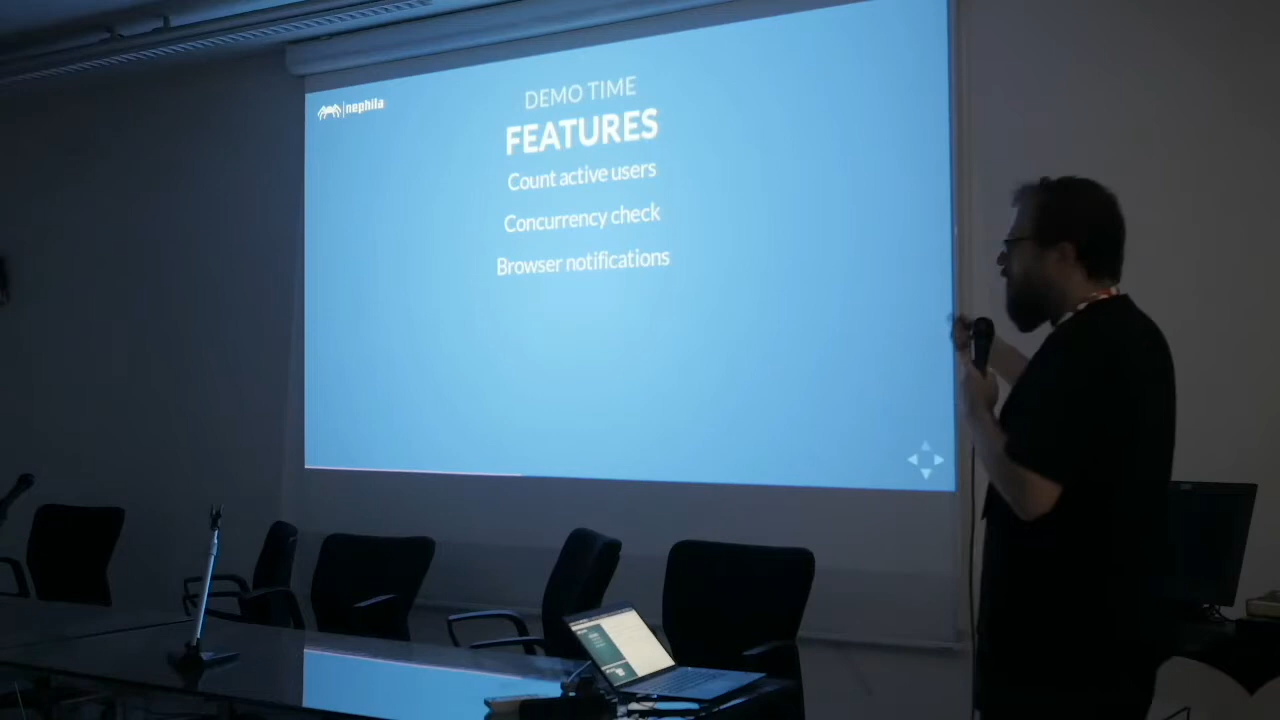 nephila
DEMO TIME
FEATURES
Count active users
Concurrency check
Browser notifications